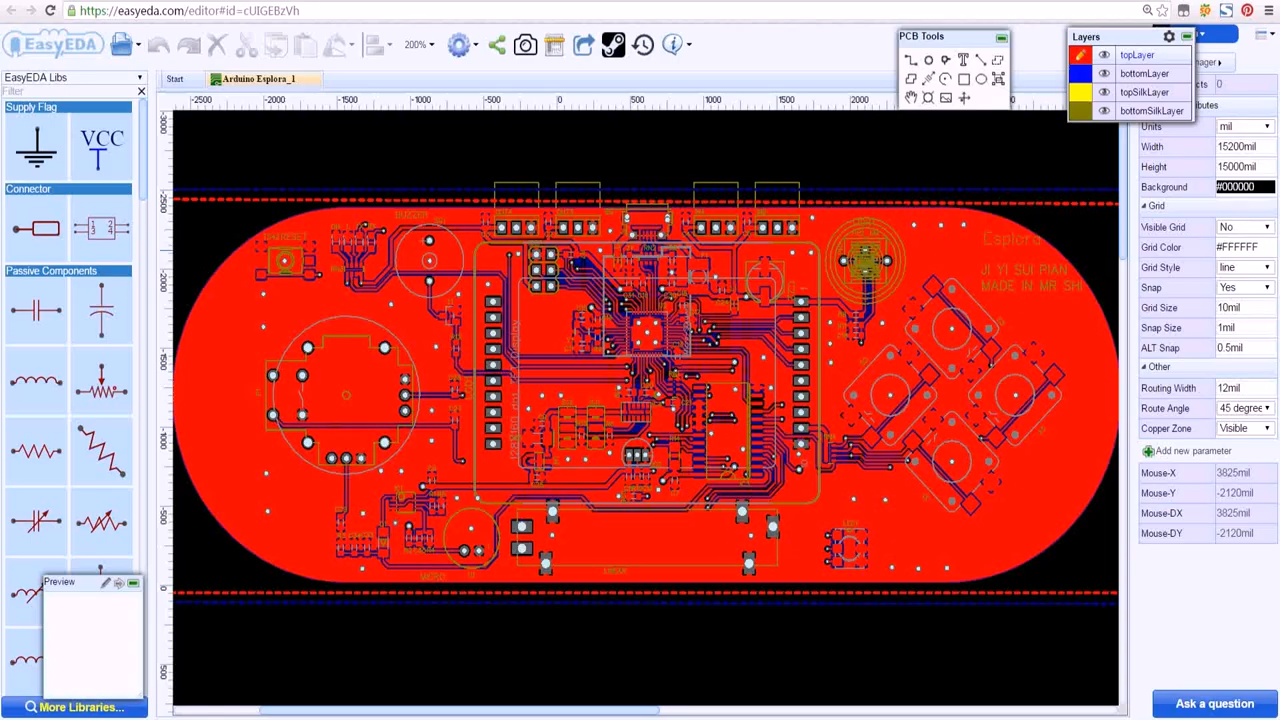 https://easyeda.com/editor#id=cUIGEBzVh
EasyEDA
200%
EasyEDA Libs
Filter
Start
Arduino Esplora_1
PCB Tools
Layers
topLayer
bottomLayer
topSilkLayer
bottomSilkLayer
Supply Flag
VCC
Connector
Passive Components
Preview
More Libraries...
-2500
-2000
-1500
-1000
-500
0
500
1000
1500
2000
Esplora
JI YI SUI PIAN
MADE IN MR SHI
0
Units
mil
Width
15200mil
Height
15000mil
Background
#000000
Grid
Visible Grid
No
Grid Color
#FFFFFF
Grid Style
line
Snap
Yes
Grid Size
10mil
Snap Size
1mil
ALT Snap
0.5mil
Other
Routing Width
12mil
Route Angle
45 degree
Copper Zone
Visible
Add new parameter
Mouse-X
3825mil
Mouse-Y
-2120mil
Mouse-DX
3825mil
Mouse-DY
-2120mil
Ask a question